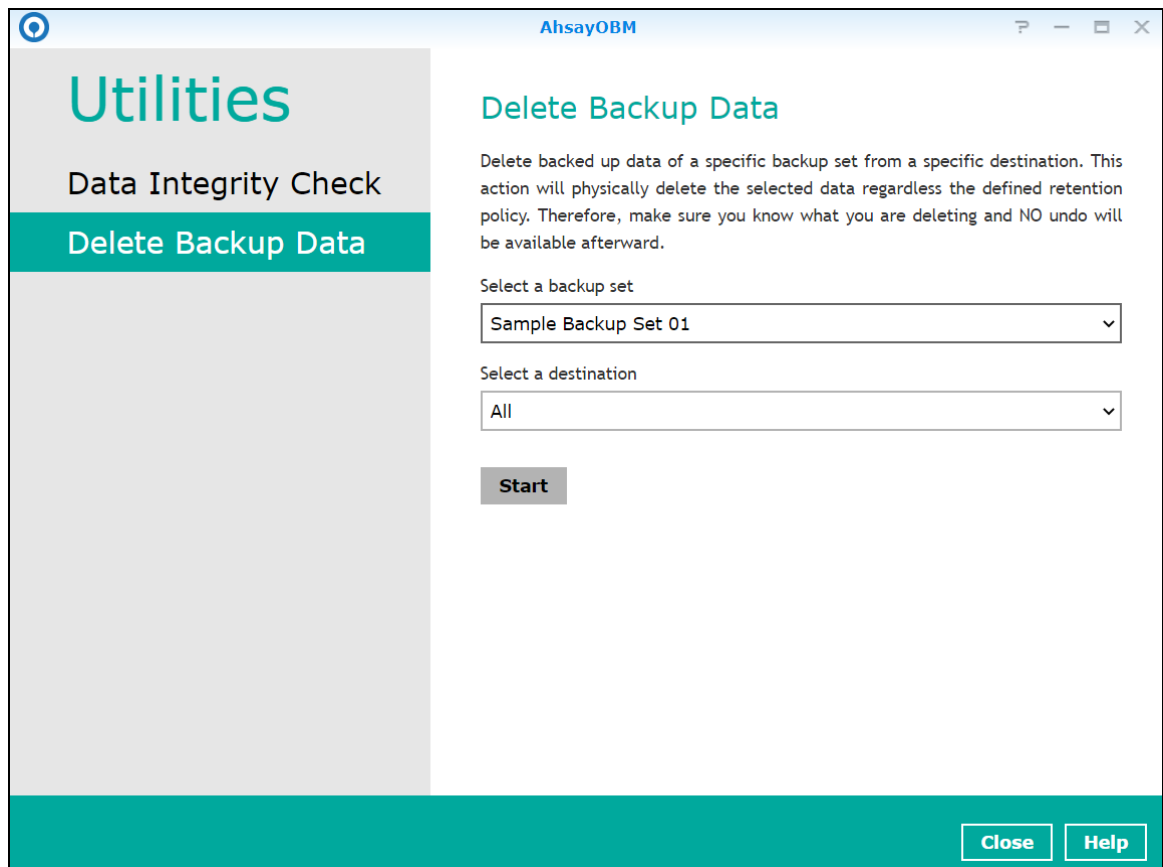 AhsayOBM
Utilities
Data Integrity Check
Delete Backup Data
Delete Backup Data
Delete backed up data of a specific backup set from a specific destination. This
action will physically delete the selected data regardless the defined retention
policy. Therefore, make sure you know what you are deleting and NO undo will
be available afterward.
Select a backup set
Sample Backup Set 01
Select a destination
All
Start
Close
Help